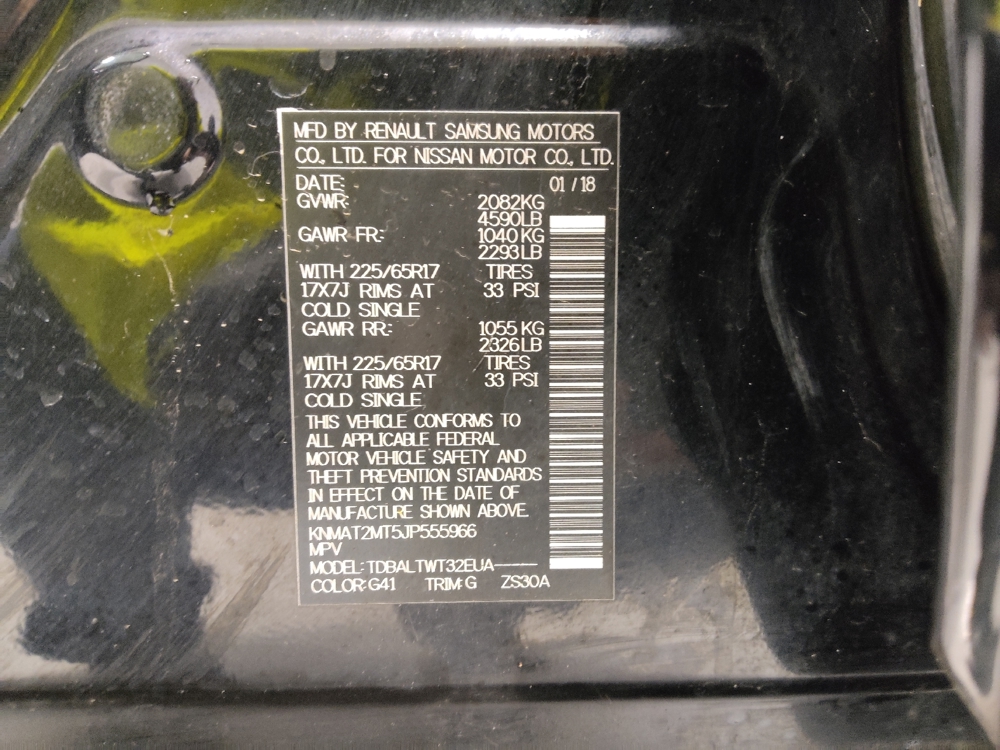 MFD BY RENAULT SAMSUNG MOTORS
CO., LTD. FOR NISSAN MOTOR CO., LTD.
DATE: 01 / 18
GVWR: 2082KG
4590LB
GAWR FR: 1040 KG
2293LB
WITH 225/65R17 TIRES
17X7J RIMS AT 33 PSI
COLD SINGLE
GAWR RR: 1055 KG
2326LB
WITH 225/65R17 TIRES
17X7J RIMS AT 33 PSI
COLD SINGLE
THIS VEHICLE CONFORMS TO
ALL APPLICABLE FEDERAL
MOTOR VEHICLE SAFETY AND
THEFT PREVENTION STANDARDS
IN EFFECT ON THE DATE OF
MANUFACTURE SHOWN ABOVE.
KNMAT2MT5JP555966
MPV
MODEL: TDBALTWT32EUA-----
COLOR: G41 TRIM: G ZS30A